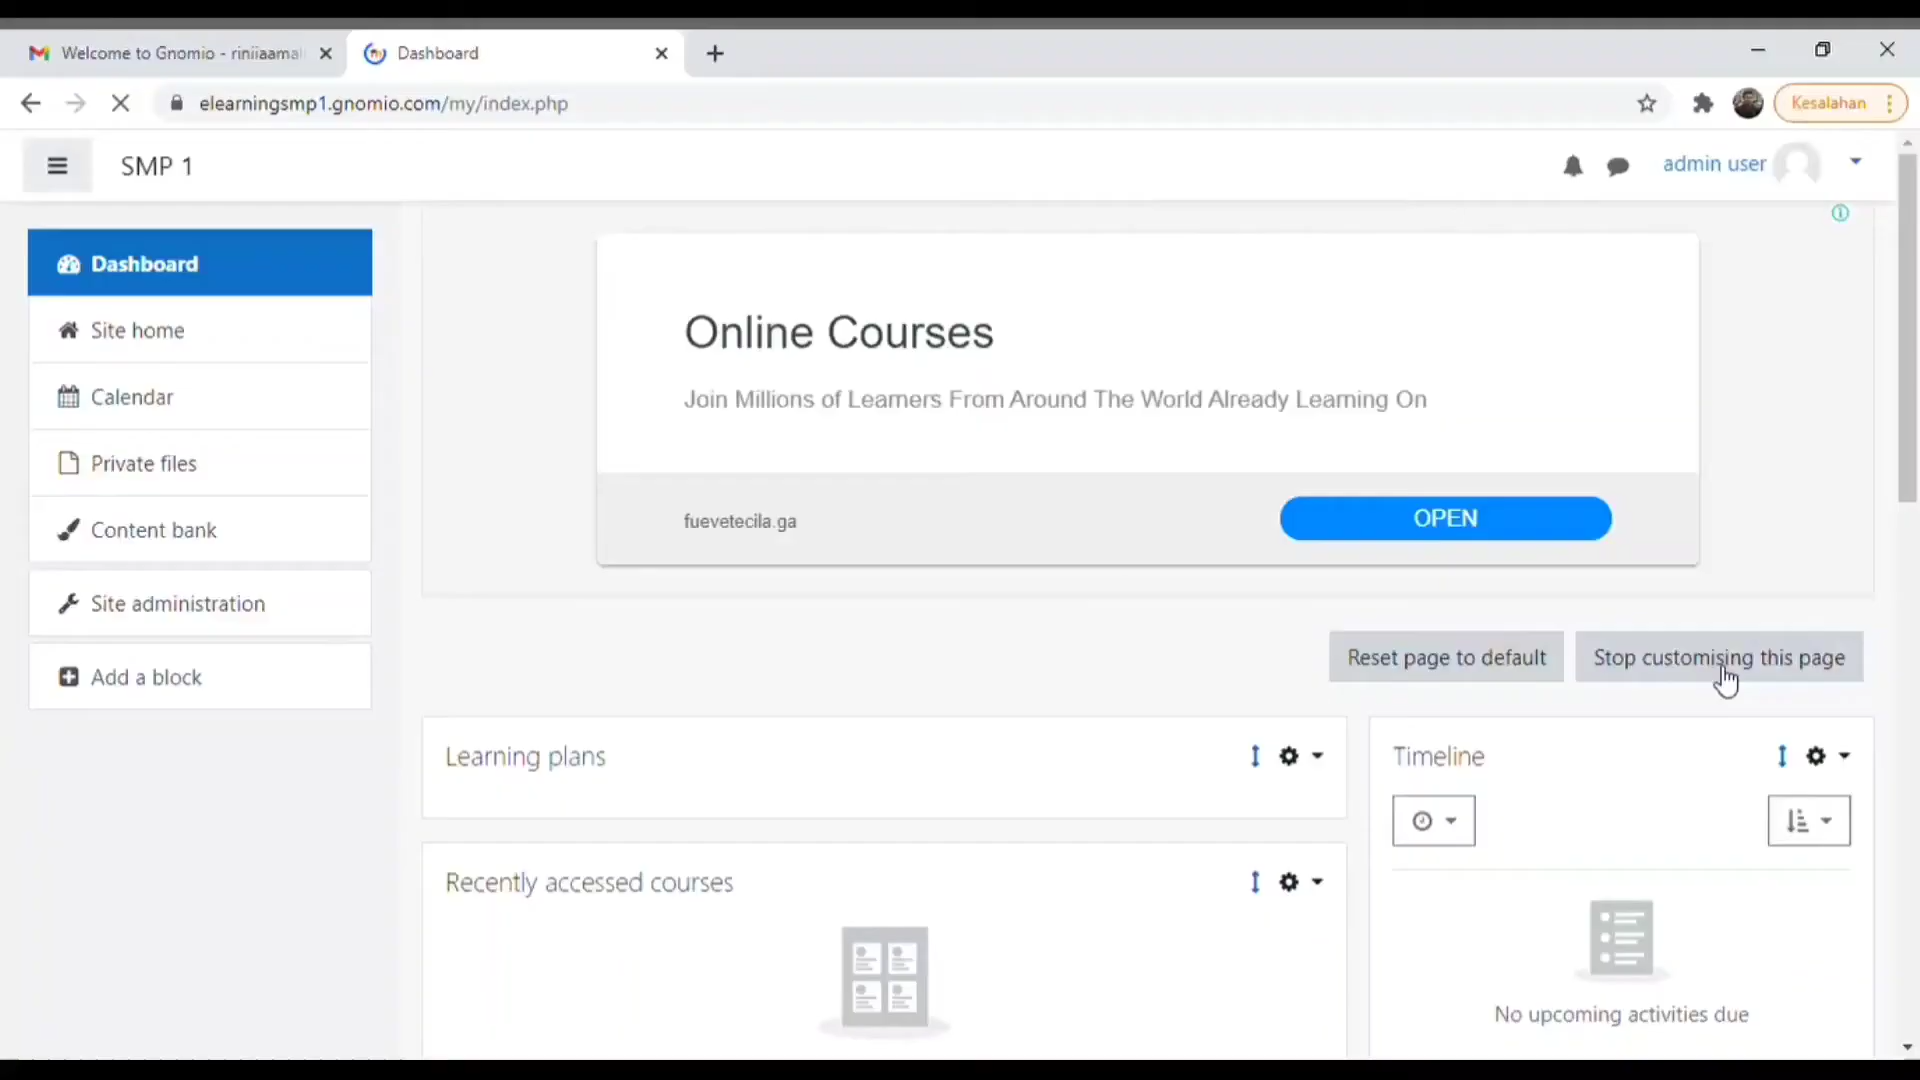 Welcome to Gnomio - riniiaamal
Dashboard
elearningsmp1.gnomio.com/my/index.php
Kesalahan
SMP 1
admin user
Dashboard
Site home
Calendar
Private files
Content bank
Site administration
Add a block
Online Courses
Join Millions of Learners From Around The World Already Learning On
fuevetecila.ga
OPEN
Reset page to default
Stop customising this page
Learning plans
Timeline
Recently accessed courses
No upcoming activities due